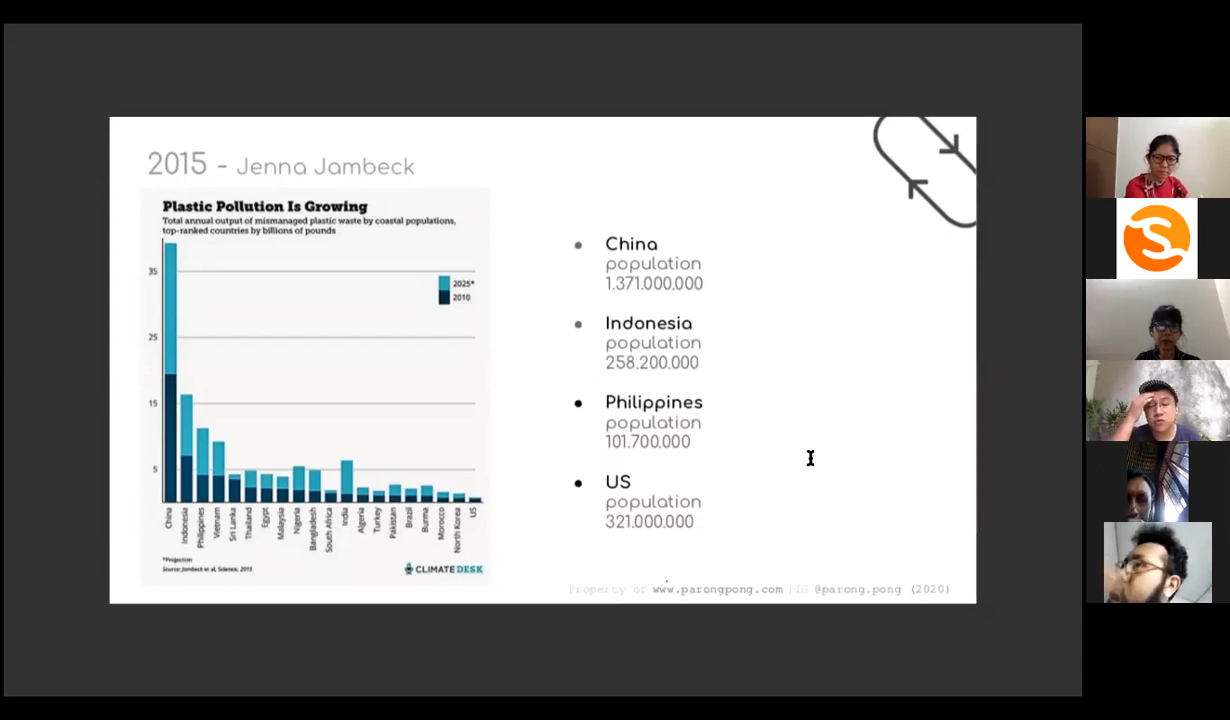 2015 - Jenna Jambeck
Plastic Pollution Is Growing
Total annual output of mismanaged plastic waste by coastal populations,
top-ranked countries by billions of pounds
35
25
15
5
2025*
2010
China
Indonesia
Philippines
Vietnam
Sri Lanka
Thailand
Egypt
Malaysia
Nigeria
Bangladesh
South Africa
India
Algeria
Turkey
Pakistan
Brazil
Burma
Morocco
North Korea
US
*Projection
Source: Jambeck et al, Science, 2015
CLIMATE DESK
• China
population
1.371.000.000
• Indonesia
population
258.200.000
• Philippines
population
101.700.000
• US
population
321.000.000
Property of www.parongpong.com |IG @parong.pong (2020)
S